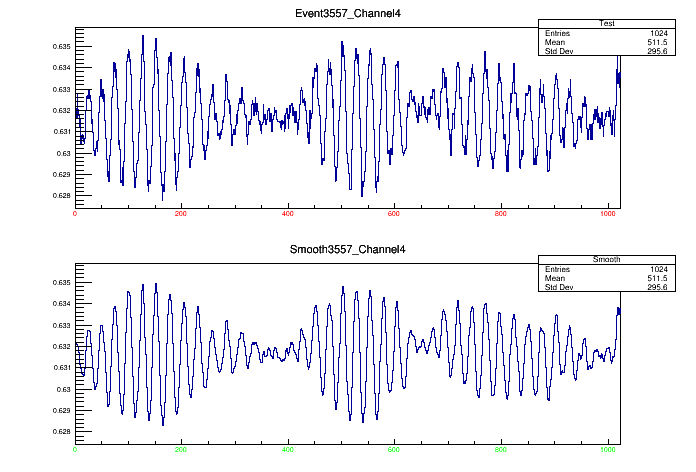 Event3557_Channel4
Test
Entries 1024
Mean 511.5
Std Dev 295.6
0.635
0.634
0.633
0.632
0.631
0.63
0.629
0.628
0 200 400 600 800 1000
Smooth3557_Channel4
Smooth
Entries 1024
Mean 511.5
Std Dev 295.6
0.635
0.634
0.633
0.632
0.631
0.63
0.629
0.628
0 200 400 600 800 1000